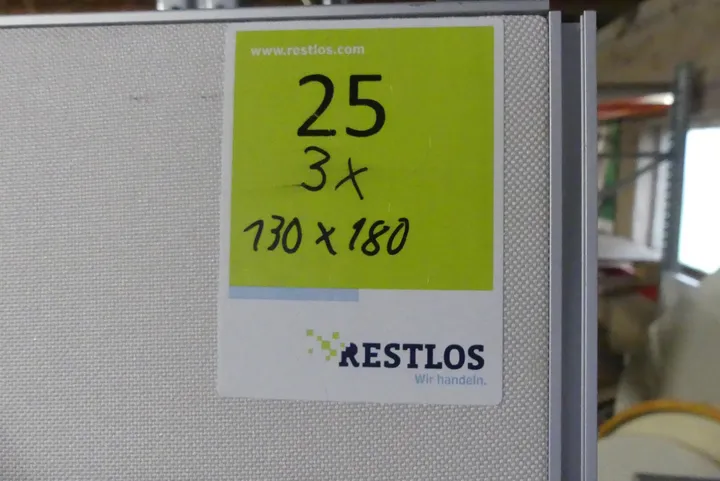 www.restlos.com
25
3x
130 x 180
RESTLOS
Wir handeln.